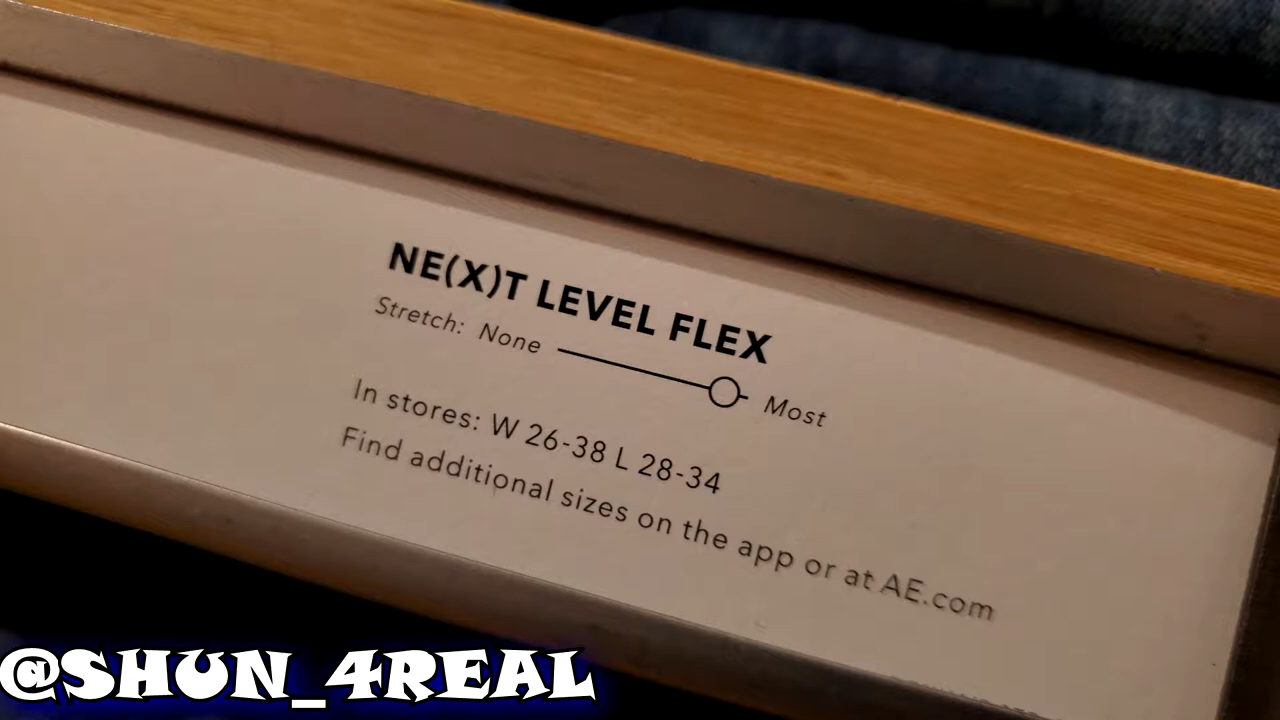 NE(X)T LEVEL FLEX
Stretch: None Most
In stores: W 26-38 L 28-34
Find additional sizes on the app or at AE.com
@SHUN_4REAL